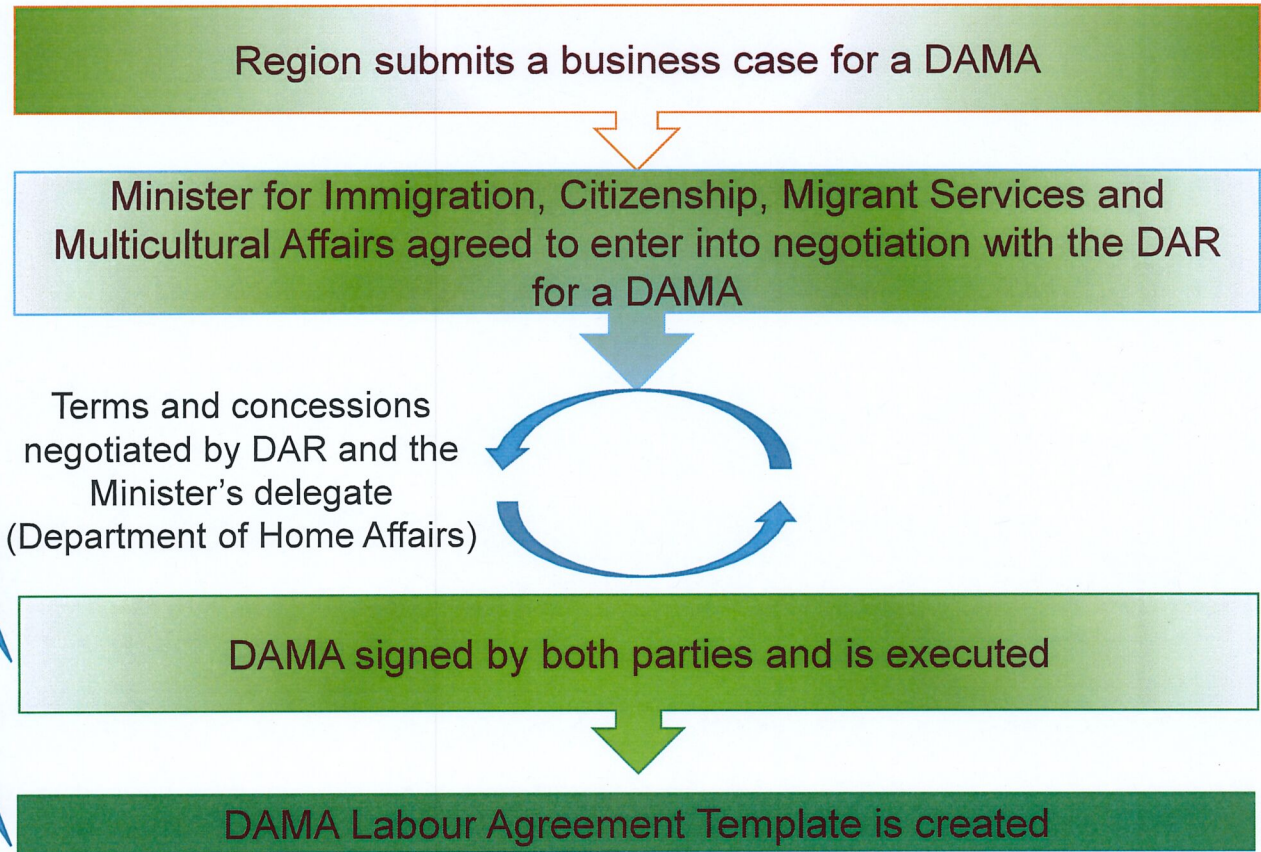 Region submits a business case for a DAMA
Minister for Immigration, Citizenship, Migrant Services and
Multicultural Affairs agreed to enter into negotiation with the DAR
for a DAMA
Terms and concessions
negotiated by DAR and the
Minister's delegate
(Department of Home Affairs)
DAMA signed by both parties and is executed
DAMA Labour Agreement Template is created